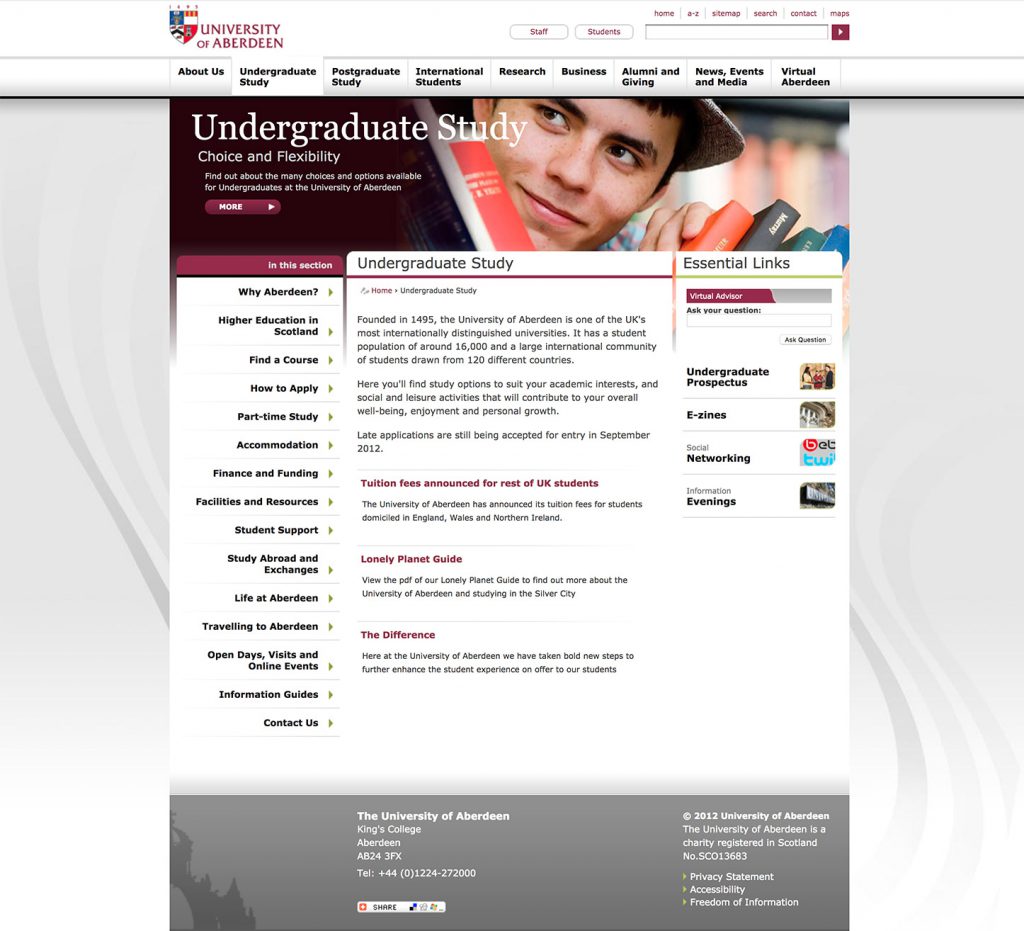 1495
UNIVERSITY
OF ABERDEEN
home
a-z
sitemap
search
contact
maps
Staff
Students
About Us
Undergraduate
Study
Postgraduate
Study
International
Students
Research
Business
Alumni and
Giving
News, Events
and Media
Virtual
Aberdeen
Undergraduate Study
Choice and Flexibility
Find out about the many choices and options available
for Undergraduates at the University of Aberdeen
MORE
Murray
in this section
Why Aberdeen?
Higher Education in
Scotland
Find a Course
How to Apply
Part-time Study
Accommodation
Finance and Funding
Facilities and Resources
Student Support
Study Abroad and
Exchanges
Life at Aberdeen
Travelling to Aberdeen
Open Days, Visits and
Online Events
Information Guides
Contact Us
Undergraduate Study
Home › Undergraduate Study
Founded in 1495, the University of Aberdeen is one of the UK's
most internationally distinguished universities. It has a student
population of around 16,000 and a large international community
of students drawn from 120 different countries.
Here you'll find study options to suit your academic interests, and
social and leisure activities that will contribute to your overall
well-being, enjoyment and personal growth.
Late applications are still being accepted for entry in September
2012.
Tuition fees announced for rest of UK students
The University of Aberdeen has announced its tuition fees for students
domiciled in England, Wales and Northern Ireland.
Lonely Planet Guide
View the pdf of our Lonely Planet Guide to find out more about the
University of Aberdeen and studying in the Silver City
The Difference
Here at the University of Aberdeen we have taken bold new steps to
further enhance the student experience on offer to our students
Essential Links
Virtual Advisor
Ask your question:
Ask Question
Undergraduate
Prospectus
E-zines
Social
Networking
beb
twi
Information
Evenings
UNIV
The University of Aberdeen
King's College
Aberdeen
AB24 3FX
Tel: +44 (0)1224-272000
SHARE
© 2012 University of Aberdeen
The University of Aberdeen is a
charity registered in Scotland
No.SCO13683
Privacy Statement
Accessibility
Freedom of Information